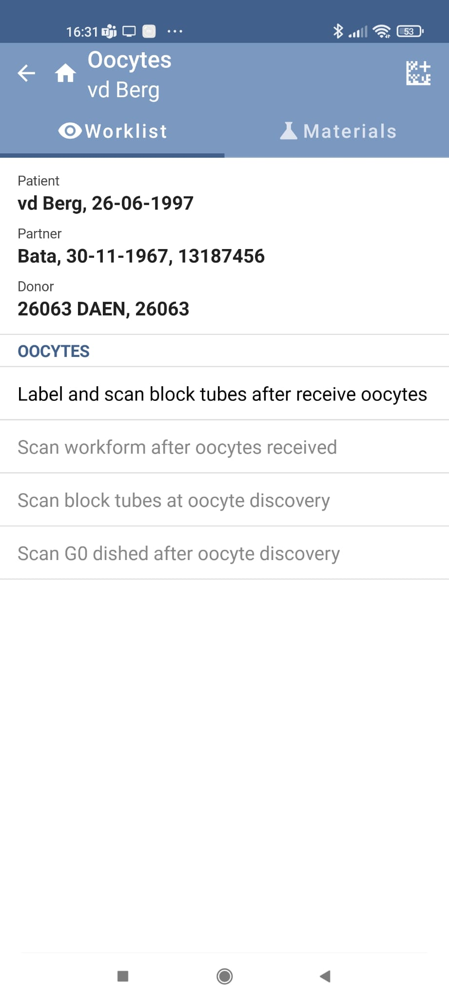 16:31
53
Oocytes
vd Berg
Worklist
Materials
Patient
vd Berg, 26-06-1997
Partner
Bata, 30-11-1967, 13187456
Donor
26063 DAEN, 26063
OOCYTES
Label and scan block tubes after receive oocytes
Scan workform after oocytes received
Scan block tubes at oocyte discovery
Scan G0 dished after oocyte discovery